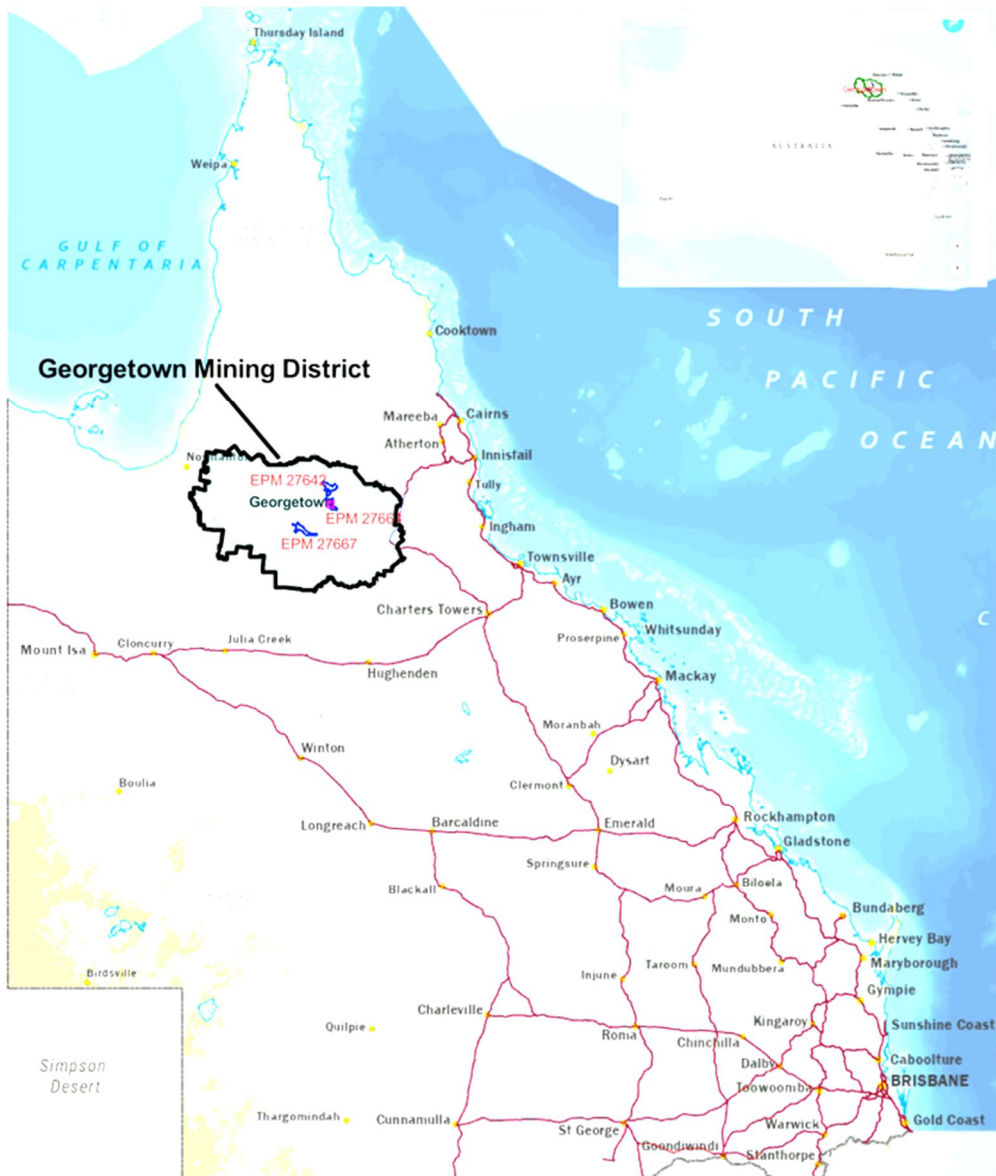 Thursday Island
Weipa
GULF OF
CARPENTARIA
AUSTRALIA
SOUTH
PACIFIC
OCEAN
Cooktown
Georgetown Mining District
Mareeba
Cairns
Atherton
Innisfail
Tully
EPM 27642
Georgetown
EPM 27664
EPM 27667
Ingham
Townsville
Ayr
Bowen
Charters Towers
Whitsunday
Proserpine
Mount Isa
Cloncurry
Julia Creek
Hughenden
C
Mackay
Moranbah
Winton
Dysart
Boulia
Clermont
Longreach
Barcaldine
Emerald
Rockhampton
Gladstone
Springsure
Blackall
Moura
Biloela
Monto
Bundaberg
Hervey Bay
Maryborough
Birdsville
Injune
Taroom
Mundubbera
Gympie
Charleville
Quilpie
Roma
Chinchilla
Kingaroy
Sunshine Coast
Simpson
Desert
Dalby
Caboolture
Toowoomba
BRISBANE
Thargomindah
Cunnamulla
St George
Goondiwindi
Warwick
Gold Coast
Stanthorpe